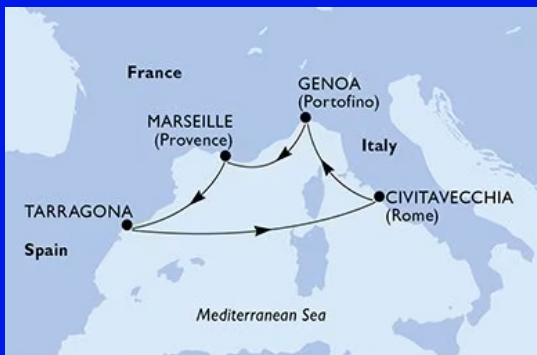 France
GENOA
(Portofino)
MARSEILLE
(Provence)
Italy
CIVITAVECCHIA
(Rome)
TARRAGONA
Spain
Mediterranean Sea